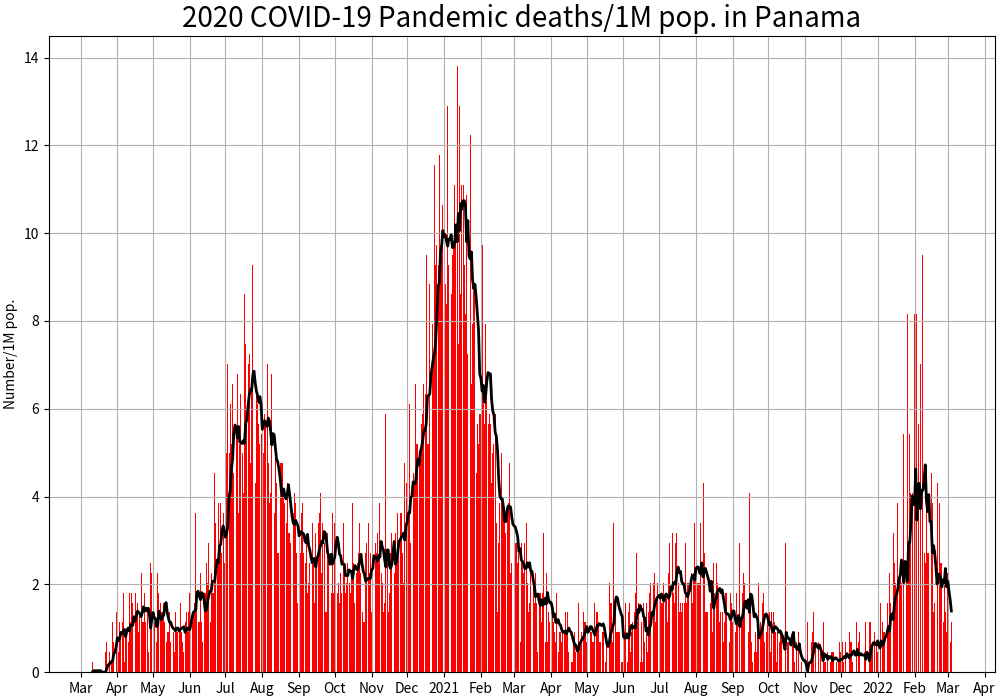 2020 COVID-19 Pandemic deaths/1M pop. in Panama
14
12
10
8
6
4
2
0
Number/1M pop.
Mar Apr May Jun Jul Aug Sep Oct Nov Dec 2021 Feb Mar Apr May Jun Jul Aug Sep Oct Nov Dec 2022 Feb Mar Apr